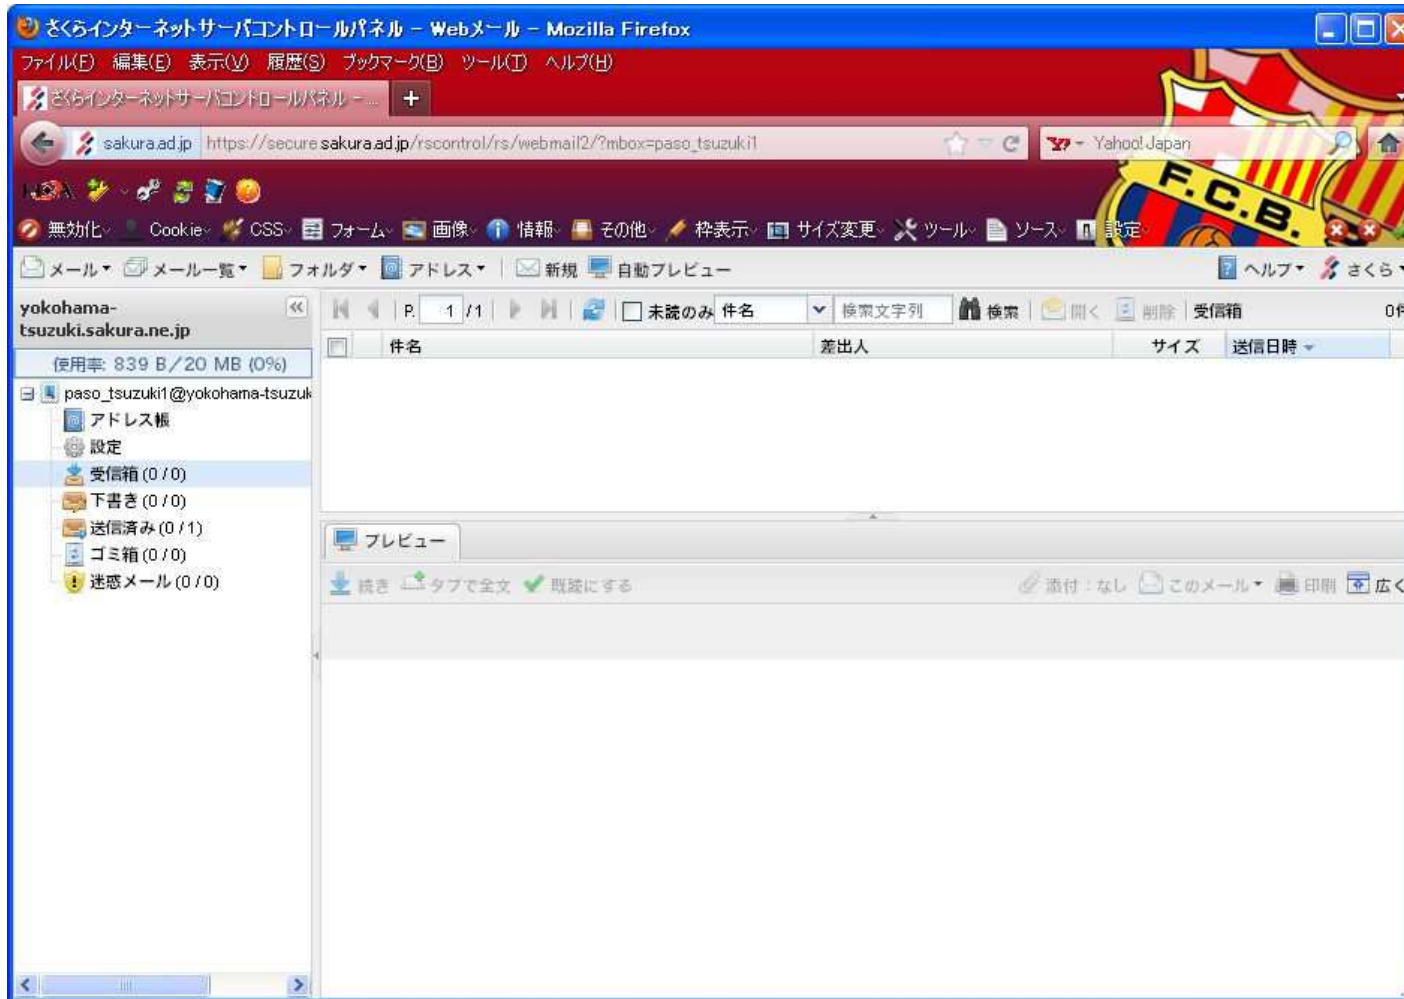 さくらインターネットサーバコントロールパネル - Webメール - Mozilla Firefox
ファイル(F) 編集(E) 表示(V) 履歴(S) ブックマーク(B) ツール(T) ヘルプ(H)
さくらインターネットサーバコントロールパネル - ... +
sakura.ad.jp https://secure.sakura.ad.jp/rscontrol/rs/webmail2/?mbox=paso_tsuzuki1 Yahoo! Japan
F.C.B.
無効化 Cookie CSS フォーム 画像 情報 その他 枠表示 サイズ変更 ツール ソース 設定
メール メール一覧 フォルダ アドレス 新規 自動プレビュー ヘルプ さくら
yokohama-
tsuzuki.sakura.ne.jp
P. 1 /1 未読のみ 件名 検索文字列 検索 開く 削除 受信箱 0件
件名 差出人 サイズ 送信日時
使用率: 839 B/20 MB (0%)
paso_tsuzuki1@yokohama-tsuzuk
アドレス帳
設定
受信箱 (0 / 0)
下書き (0 / 0)
送信済み (0 / 1)
ゴミ箱 (0 / 0)
迷惑メール (0 / 0)
プレビュー
続き タブで全文 既読にする 添付：なし このメール 印刷 広く